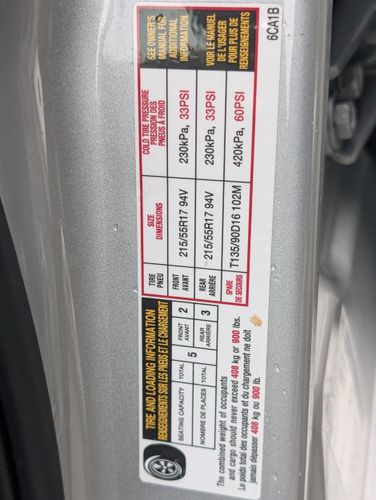 TIRE AND LOADING INFORMATION
RENSEIGNEMENTS SUR LES PNEUS ET LE CHARGEMENT
SEATING CAPACITY TOTAL 5 FRONT AVANT 2
NOMBRE DE PLACES TOTAL REAR ARRIÈRE 3
The combined weight of occupants
and cargo should never exceed 408 kg or 900 lbs.
Le poids total des occupants et du chargement ne doit
jamais dépasser 408 kg ou 900 lb.
TIRE PNEU
SIZE DIMENSIONS
COLD TIRE PRESSURE
PRESSION DES
PNEUS À FROID
FRONT AVANT 215/55R17 94V 230kPa, 33PSI
REAR ARRIÈRE 215/55R17 94V 230kPa, 33PSI
SPARE DE SECOURS T135/90D16 102M 420kPa, 60PSI
SEE OWNER'S
MANUAL FOR
ADDITIONAL
INFORMATION
VOIR LE MANUEL
DE L'USAGER
POUR PLUS DE
RENSEIGNEMENTS
6CA1B